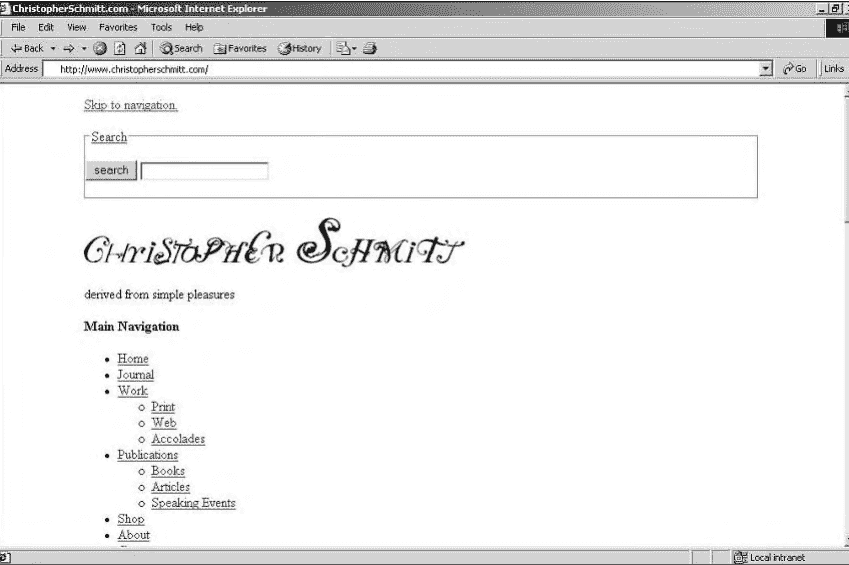 ChristopherSchmitt.com - Microsoft Internet Explorer
File Edit View Favorites Tools Help
Back Search Favorites History
Address http://www.christopherschmitt.com/ Go Links
Skip to navigation.
Search
search
CHriSTOPHER SCHMiTT
derived from simple pleasures
Main Navigation
Home
Journal
Work
Print
Web
Accolades
Publications
Books
Articles
Speaking Events
Shop
About
Local intranet